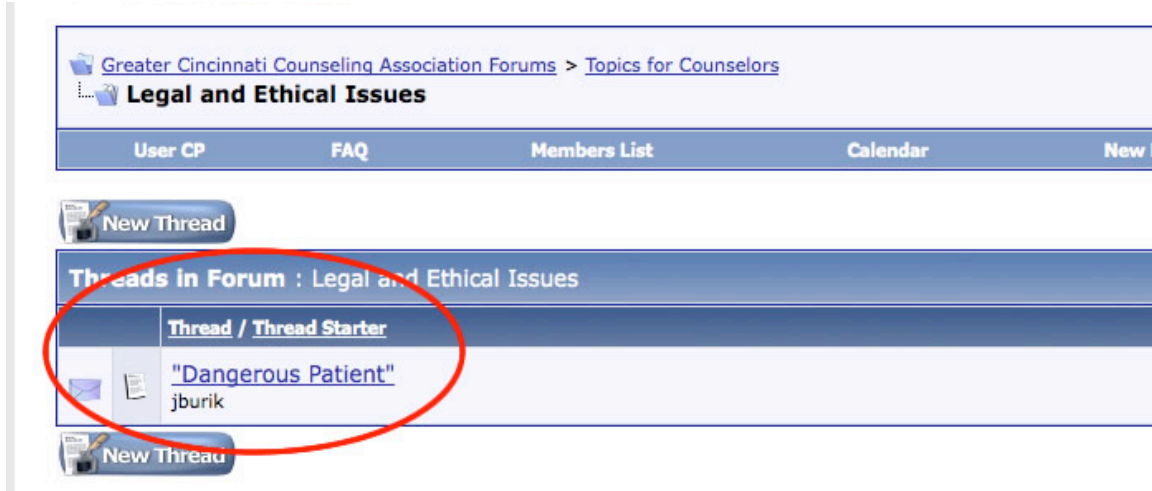 Greater Cincinnati Counseling Association Forums > Topics for Counselors
Legal and Ethical Issues
User CP FAQ Members List Calendar New
New Thread
Threads in Forum : Legal and Ethical Issues
Thread / Thread Starter
"Dangerous Patient"
jburik
New Thread